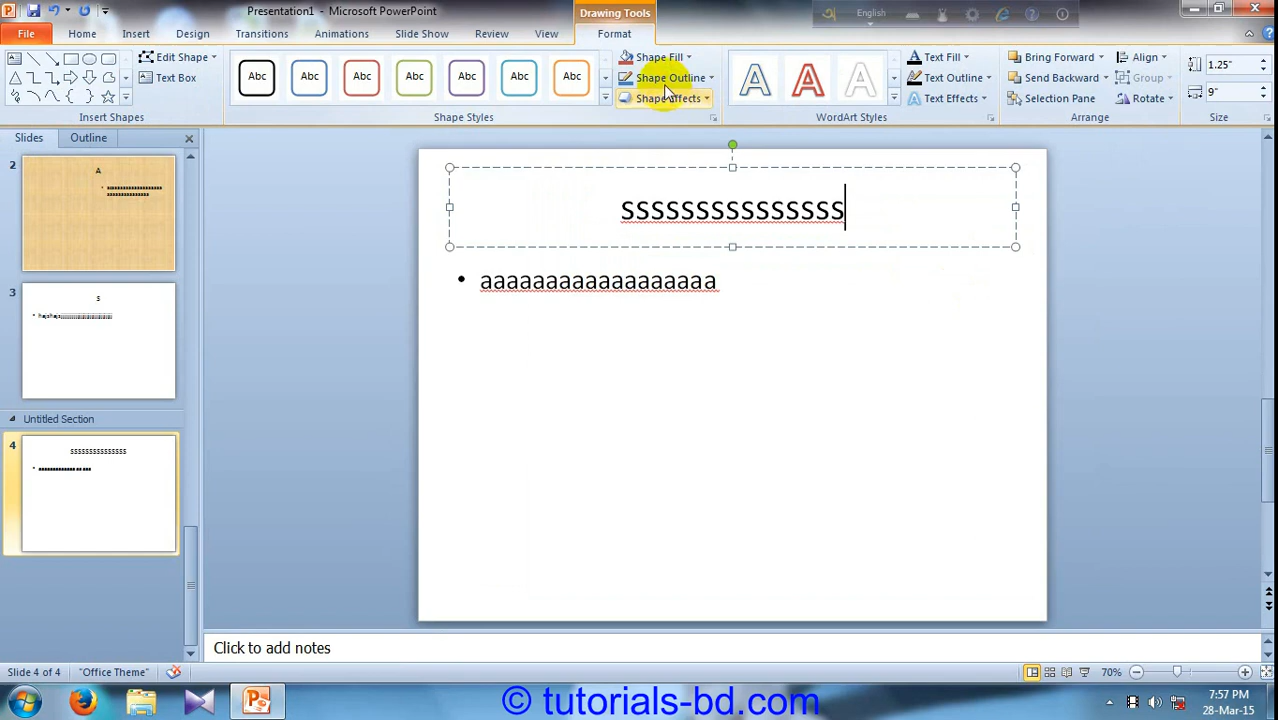 Presentation1 - Microsoft PowerPoint
Drawing Tools
English
File
Home
Insert
Design
Transitions
Animations
Slide Show
Review
View
Format
Edit Shape
Text Box
Insert Shapes
Abc
Abc
Abc
Abc
Abc
Abc
Abc
Shape Fill
Shape Outline
Shape Effects
Shape Styles
A
A
A
Text Fill
Text Outline
Text Effects
WordArt Styles
Bring Forward
Send Backward
Selection Pane
Align
Group
Rotate
Arrange
1.25"
9"
Size
Slides
Outline
2
A
3
S
Untitled Section
4
sssssssssssssss
sssssssssssssss
• aaaaaaaaaaaaaaaaaa
Click to add notes
Slide 4 of 4
"Office Theme"
70%
© tutorials-bd.com
7:57 PM
28-Mar-15